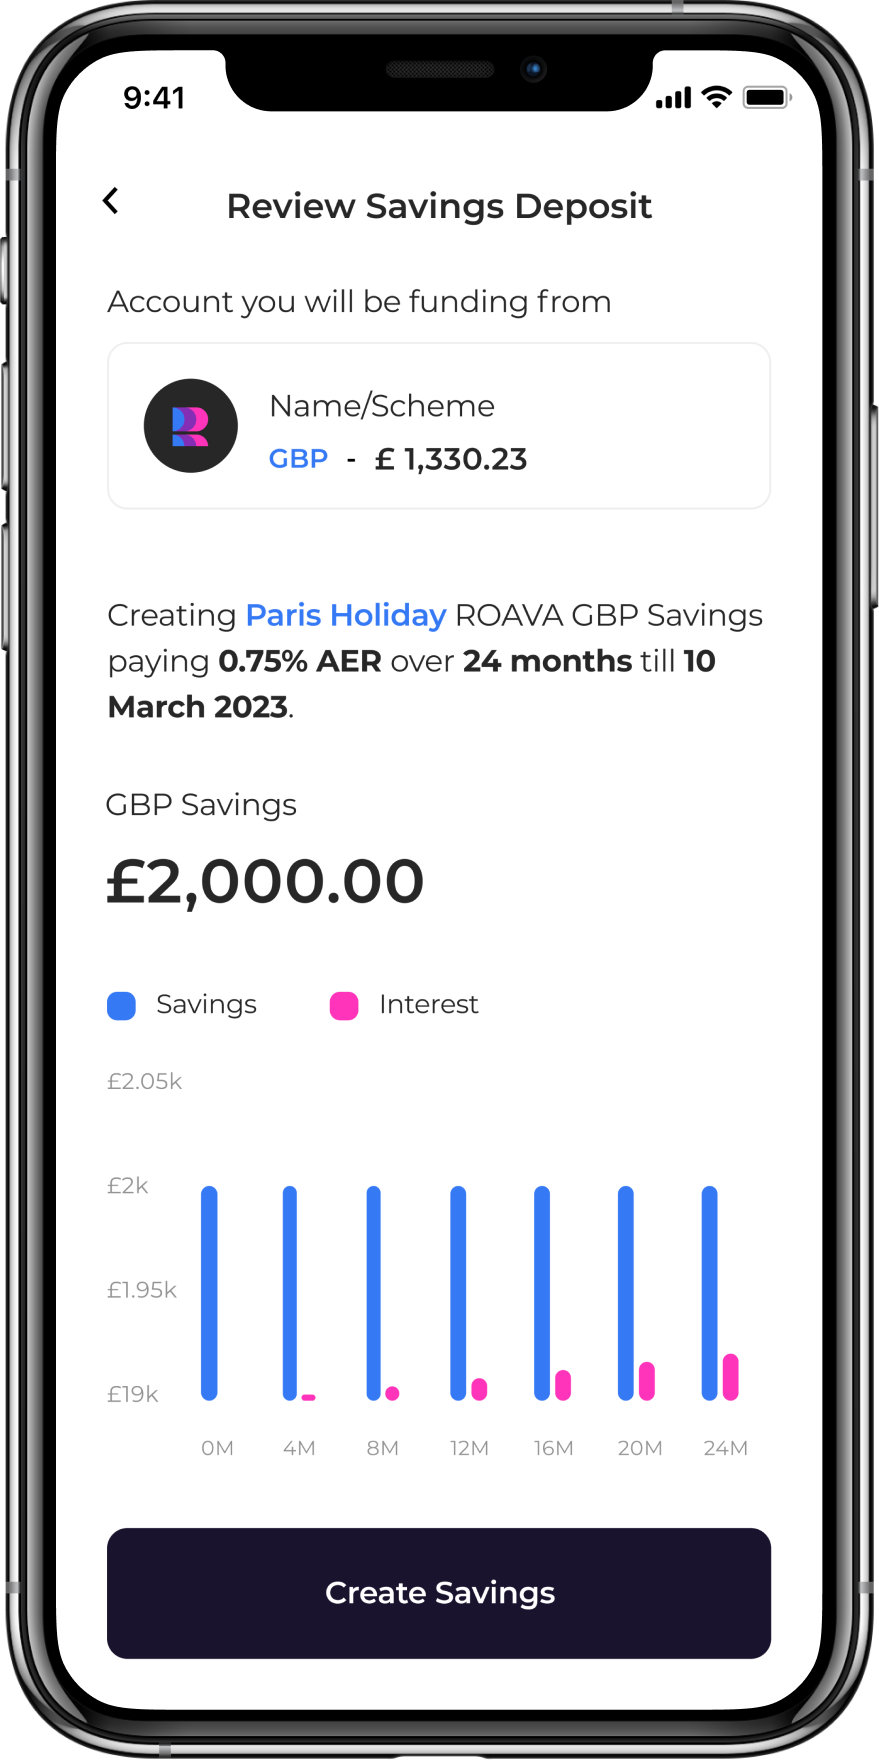 9:41
Review Savings Deposit
Account you will be funding from
Name/Scheme
GBP - £ 1,330.23
Creating Paris Holiday ROAVA GBP Savings
paying 0.75% AER over 24 months till 10
March 2023.
GBP Savings
£2,000.00
Savings Interest
£2.05k
£2k
£1.95k
£19k
0M 4M 8M 12M 16M 20M 24M
Create Savings